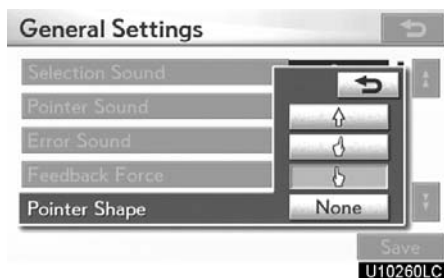 General Settings
Selection Sound
Pointer Sound
Error Sound
Feedback Force
Pointer Shape
None
Save
U10260LC